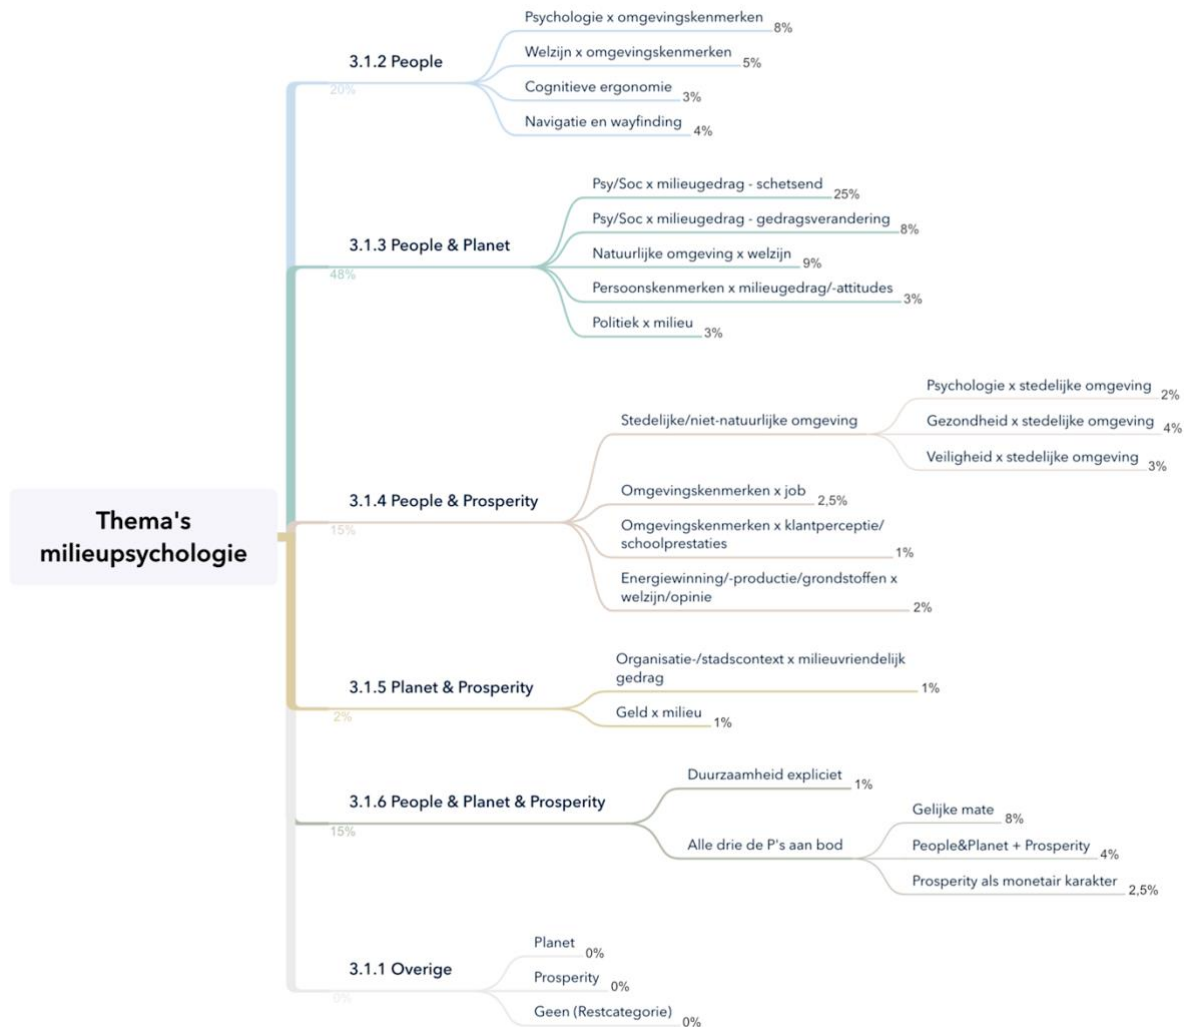 Thema's
milieupsychologie
3.1.2 People
20%
Psychologie x omgevingskenmerken
8%
Welzijn x omgevingskenmerken
5%
Cognitieve ergonomie
3%
Navigatie en wayfinding
4%
3.1.3 People & Planet
48%
Psy/Soc x milieugedrag - schetsend
25%
Psy/Soc x milieugedrag - gedragsverandering
8%
Natuurlijke omgeving x welzijn
9%
Persoonskenmerken x milieugedrag/-attitudes
3%
Politiek x milieu
3%
3.1.4 People & Prosperity
15%
Stedelijke/niet-natuurlijke omgeving
Psychologie x stedelijke omgeving
2%
Gezondheid x stedelijke omgeving
4%
Veiligheid x stedelijke omgeving
3%
Omgevingskenmerken x job
2,5%
Omgevingskenmerken x klantperceptie/
schoolprestaties
1%
Energiewinning/-productie/grondstoffen x
welzijn/opinie
2%
3.1.5 Planet & Prosperity
2%
Organisatie-/stadscontext x milieuvriendelijk
gedrag
1%
Geld x milieu
1%
3.1.6 People & Planet & Prosperity
15%
Duurzaamheid expliciet
1%
Alle drie de P's aan bod
Gelijke mate
8%
People&Planet + Prosperity
4%
Prosperity als monetair karakter
2,5%
3.1.1 Overige
0%
Planet
0%
Prosperity
0%
Geen (Restcategorie)
0%